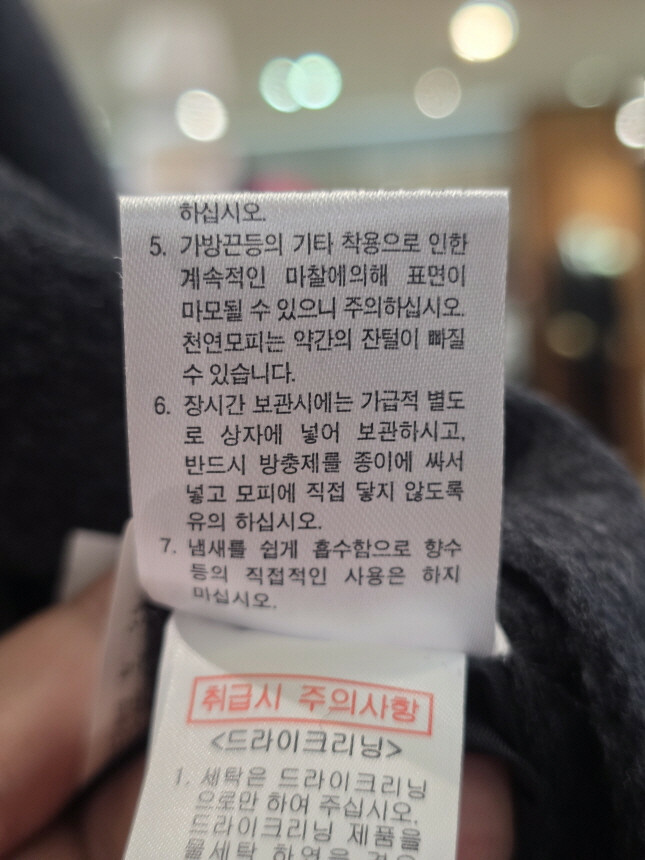 하십시오.
5. 가방끈등의 기타 착용으로 인한
계속적인 마찰에의해 표면이
마모될 수 있으니 주의하십시오.
천연모피는 약간의 잔털이 빠질
수 있습니다.
6. 장시간 보관시에는 가급적 별도
로 상자에 넣어 보관하시고,
반드시 방충제를 종이에 싸서
넣고 모피에 직접 닿지 않도록
유의 하십시오.
7. 냄새를 쉽게 흡수함으로 향수
등의 직접적인 사용은 하지
마십시오.
취급시 주의사항
<드라이크리닝>
1. 세탁은 드라이크리닝
으로만 하여 주십시오.
드라이크리닝 제품을
물세탁 하였을 경우